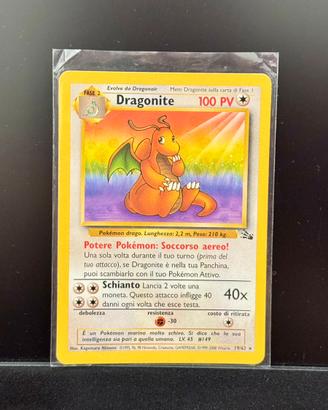 Evolve da Dragonair
Metti Dragonite sulla carta di Fase 1
FASE 2
Dragonite 100 PV
Pokémon drago. Lunghezza: 2,2 m, Peso: 210 kg.
Potere Pokémon: Soccorso aereo!
Una sola volta durante il tuo turno (prima del
tuo attacco), se Dragonite è nella tua Panchina,
puoi scambiarlo con il tuo Pokémon Attivo.
Schianto Lancia 2 volte una
moneta. Questo attacco infligge 40
danni ogni volta che esce testa.
40x
debolezza resistenza costo di ritirata
-30
È un Pokémon marino molto schivo. Si dice che la sua
intelligenza sia pari a quella umana. LV. 45 #149
19/62